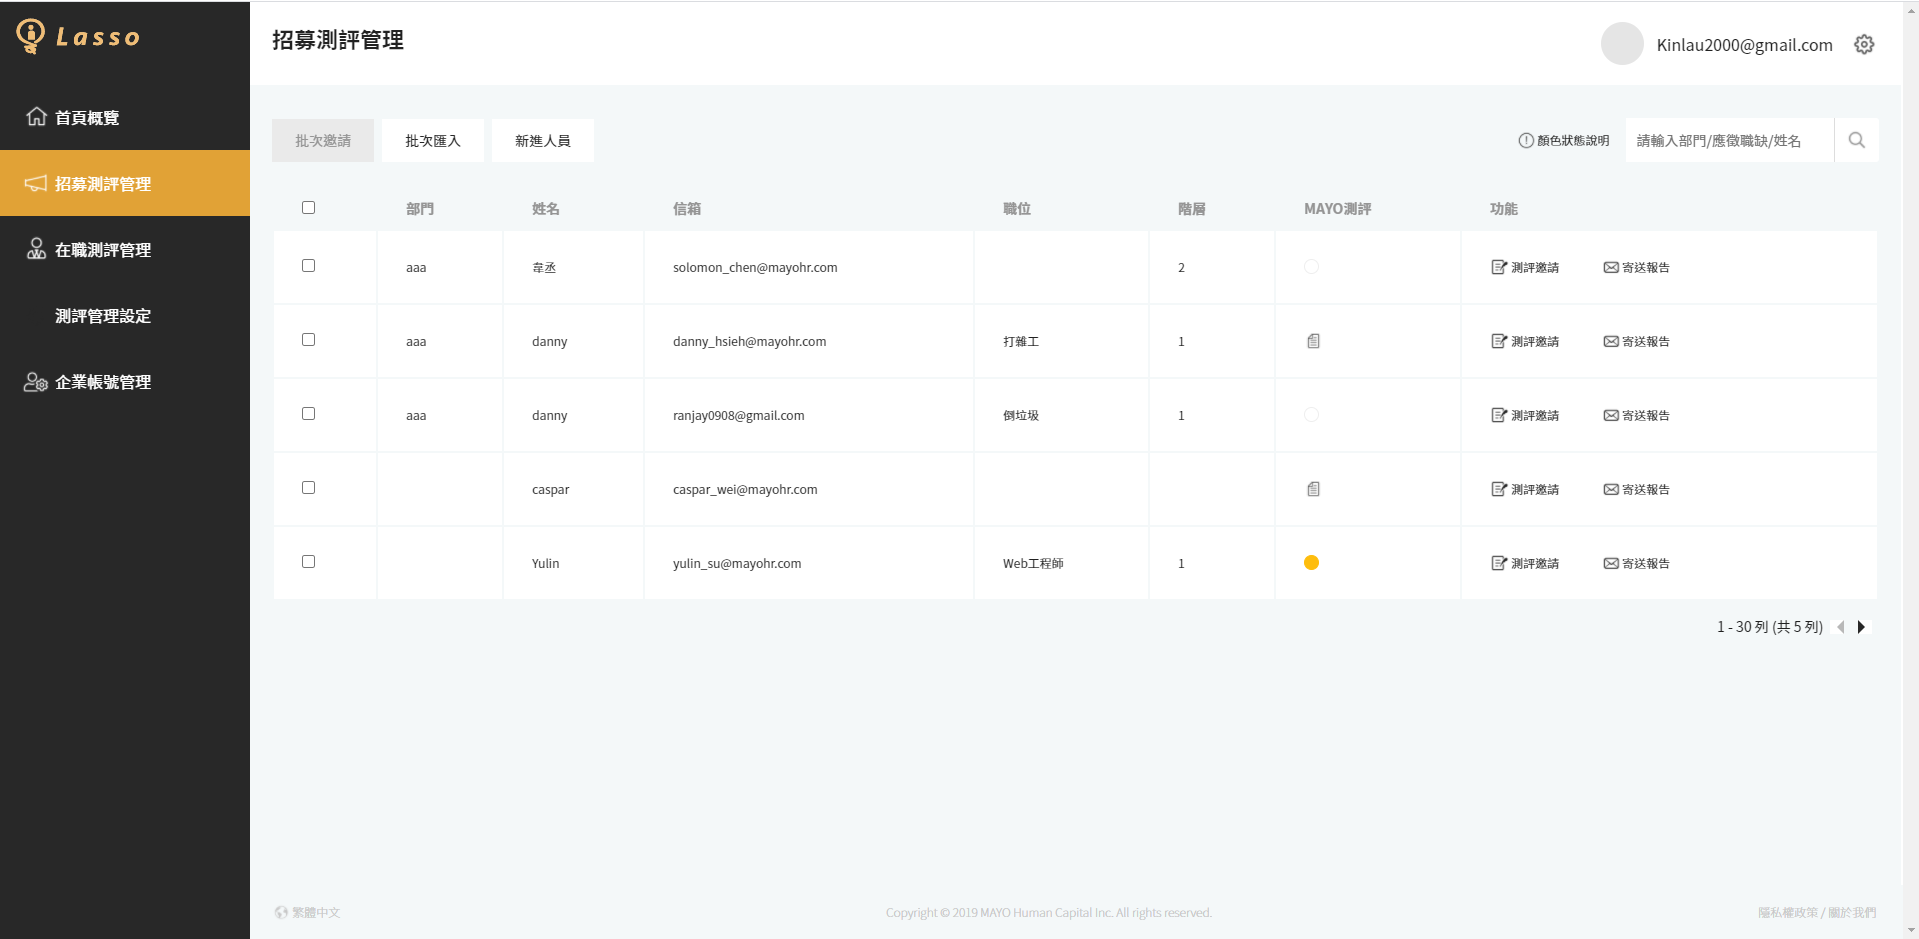 Lasso
招募測評管理
Kinlau2000@gmail.com
首頁概覽
招募測評管理
在職測評管理
測評管理設定
企業帳號管理
批次邀請 批次匯入 新進人員 顏色狀態說明 請輸入部門/應徵職缺/姓名
部門 姓名 信箱 職位 階層 MAYO測評 功能
aaa 韋丞 solomon_chen@mayohr.com 2 測評邀請 寄送報告
aaa danny danny_hsieh@mayohr.com 打雜工 1 測評邀請 寄送報告
aaa danny ranjay0908@gmail.com 倒垃圾 1 測評邀請 寄送報告
caspar caspar_wei@mayohr.com 測評邀請 寄送報告
Yulin yulin_su@mayohr.com Web工程師 1 測評邀請 寄送報告
1 - 30 列 (共 5 列)
繁體中文 Copyright © 2019 MAYO Human Capital Inc. All rights reserved. 隱私權政策 / 關於我們